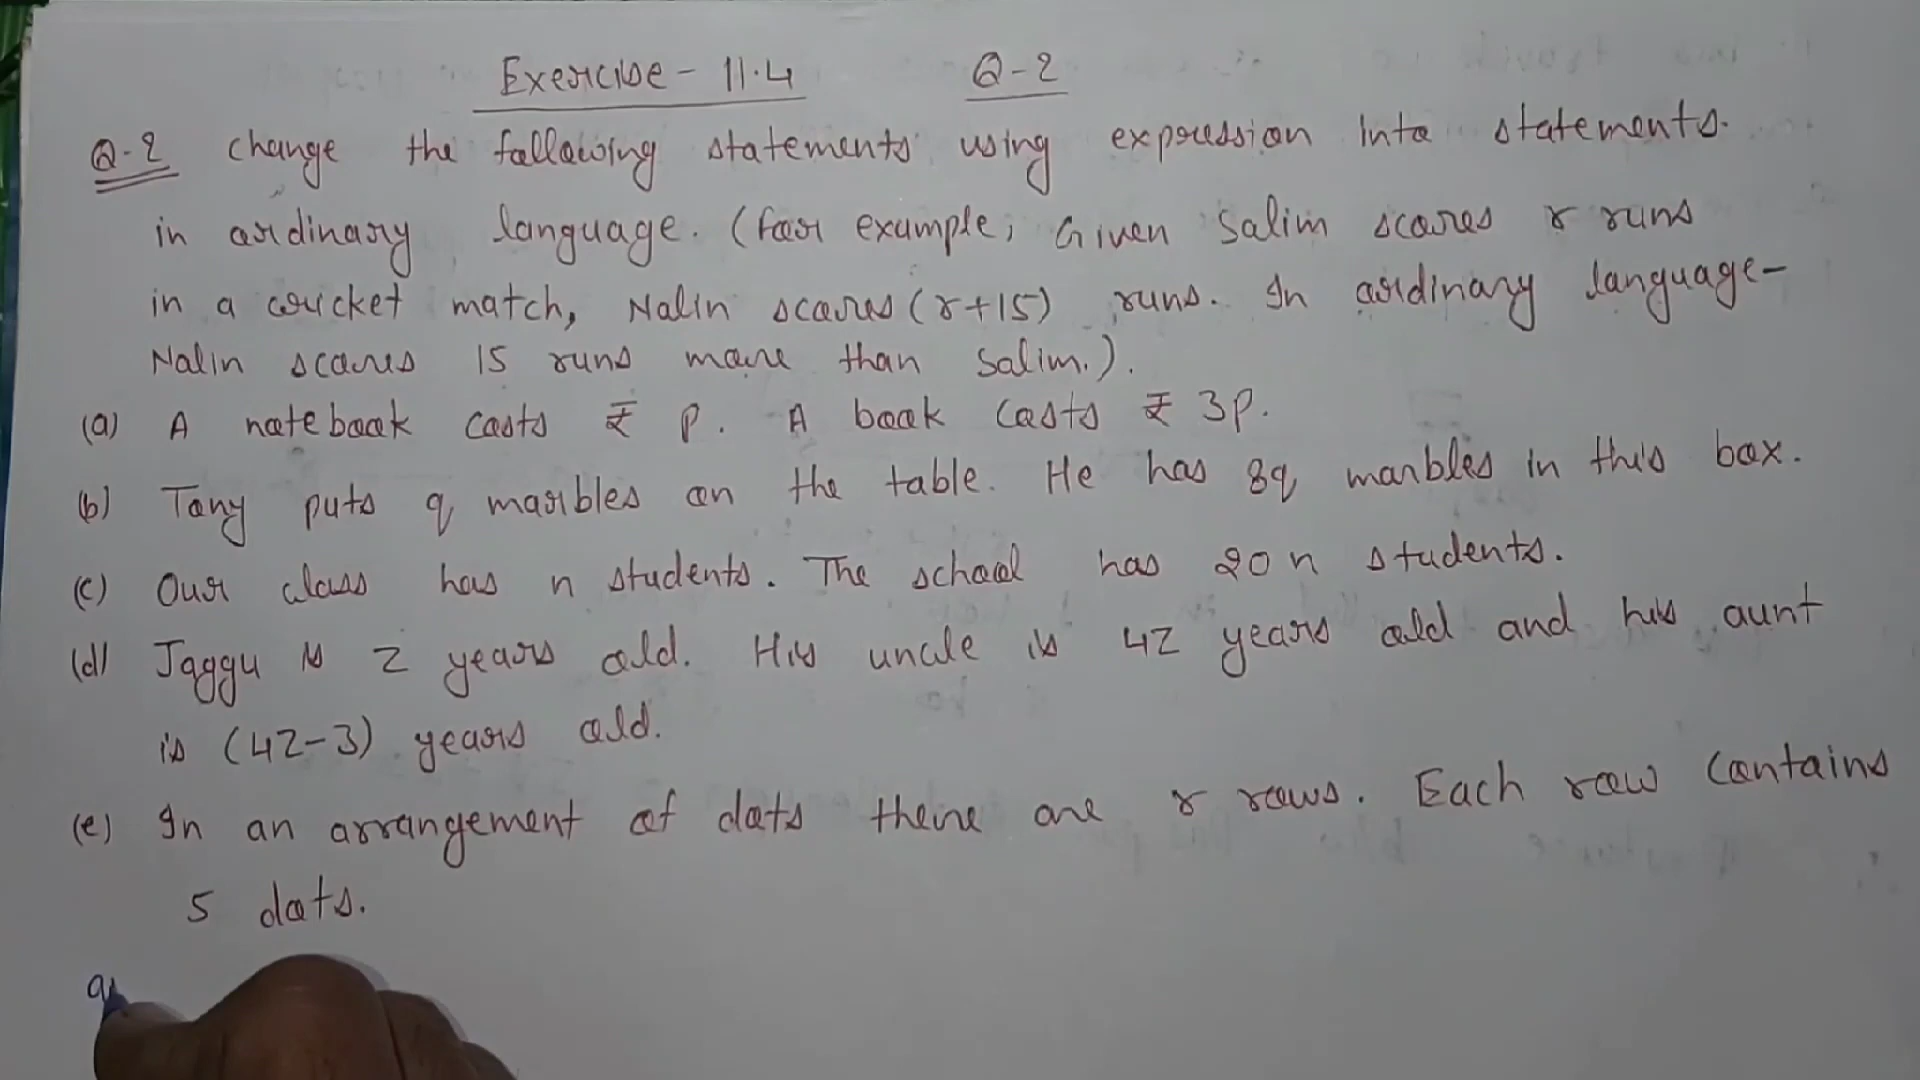 Exercise - 11.4 Q-2
Q-2 change the following statements using expression into statements.
in ordinary language. (for example; Given Salim scores r runs
in a cricket match, Nalin scores (r+15) runs. In ordinary language-
Nalin scores 15 runs more than Salim.).
(a) A notebook costs ₹ p. A book costs ₹ 3p.
(b) Tony puts q marbles on the table. He has 8q marbles in this box.
(c) Our class has n students. The school has 20n students.
(d) Jaggu is z years old. His uncle is 4z years old and his aunt
is (4z-3) years old.
(e) In an arrangement of dots there are r rows. Each row contains
5 dots.